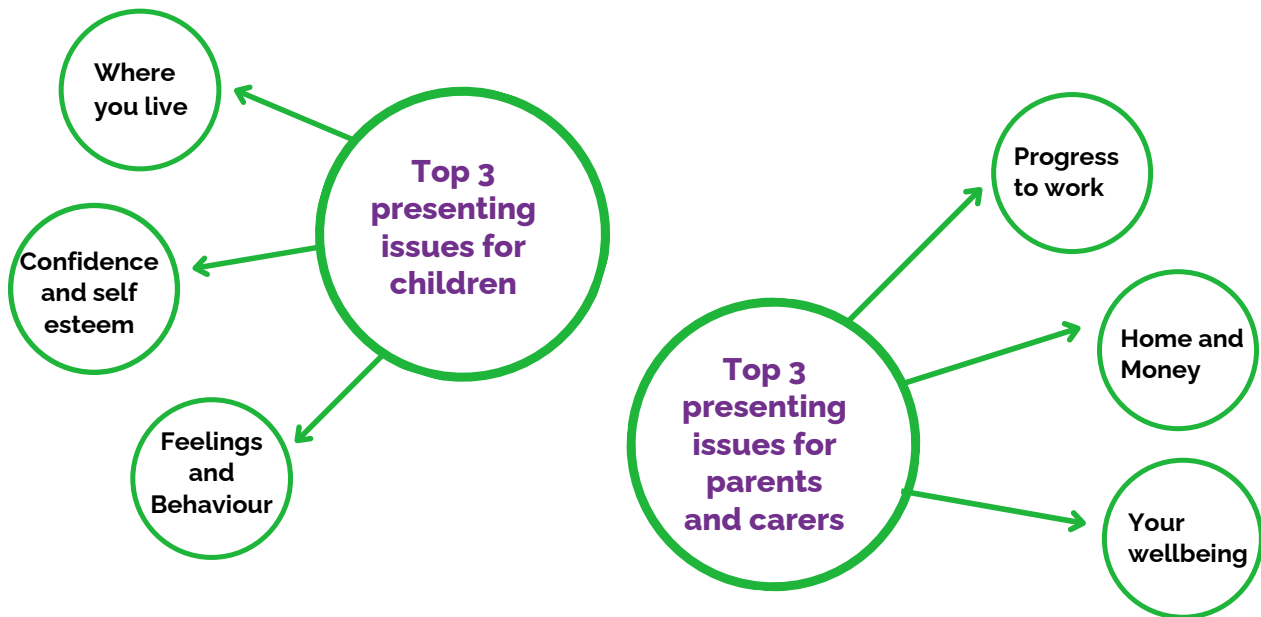 Where
you live
Confidence
and self
esteem
Feelings
and
Behaviour
Top 3
presenting
issues for
children
Top 3
presenting
issues for
parents
and carers
Progress
to work
Home and
Money
Your
wellbeing